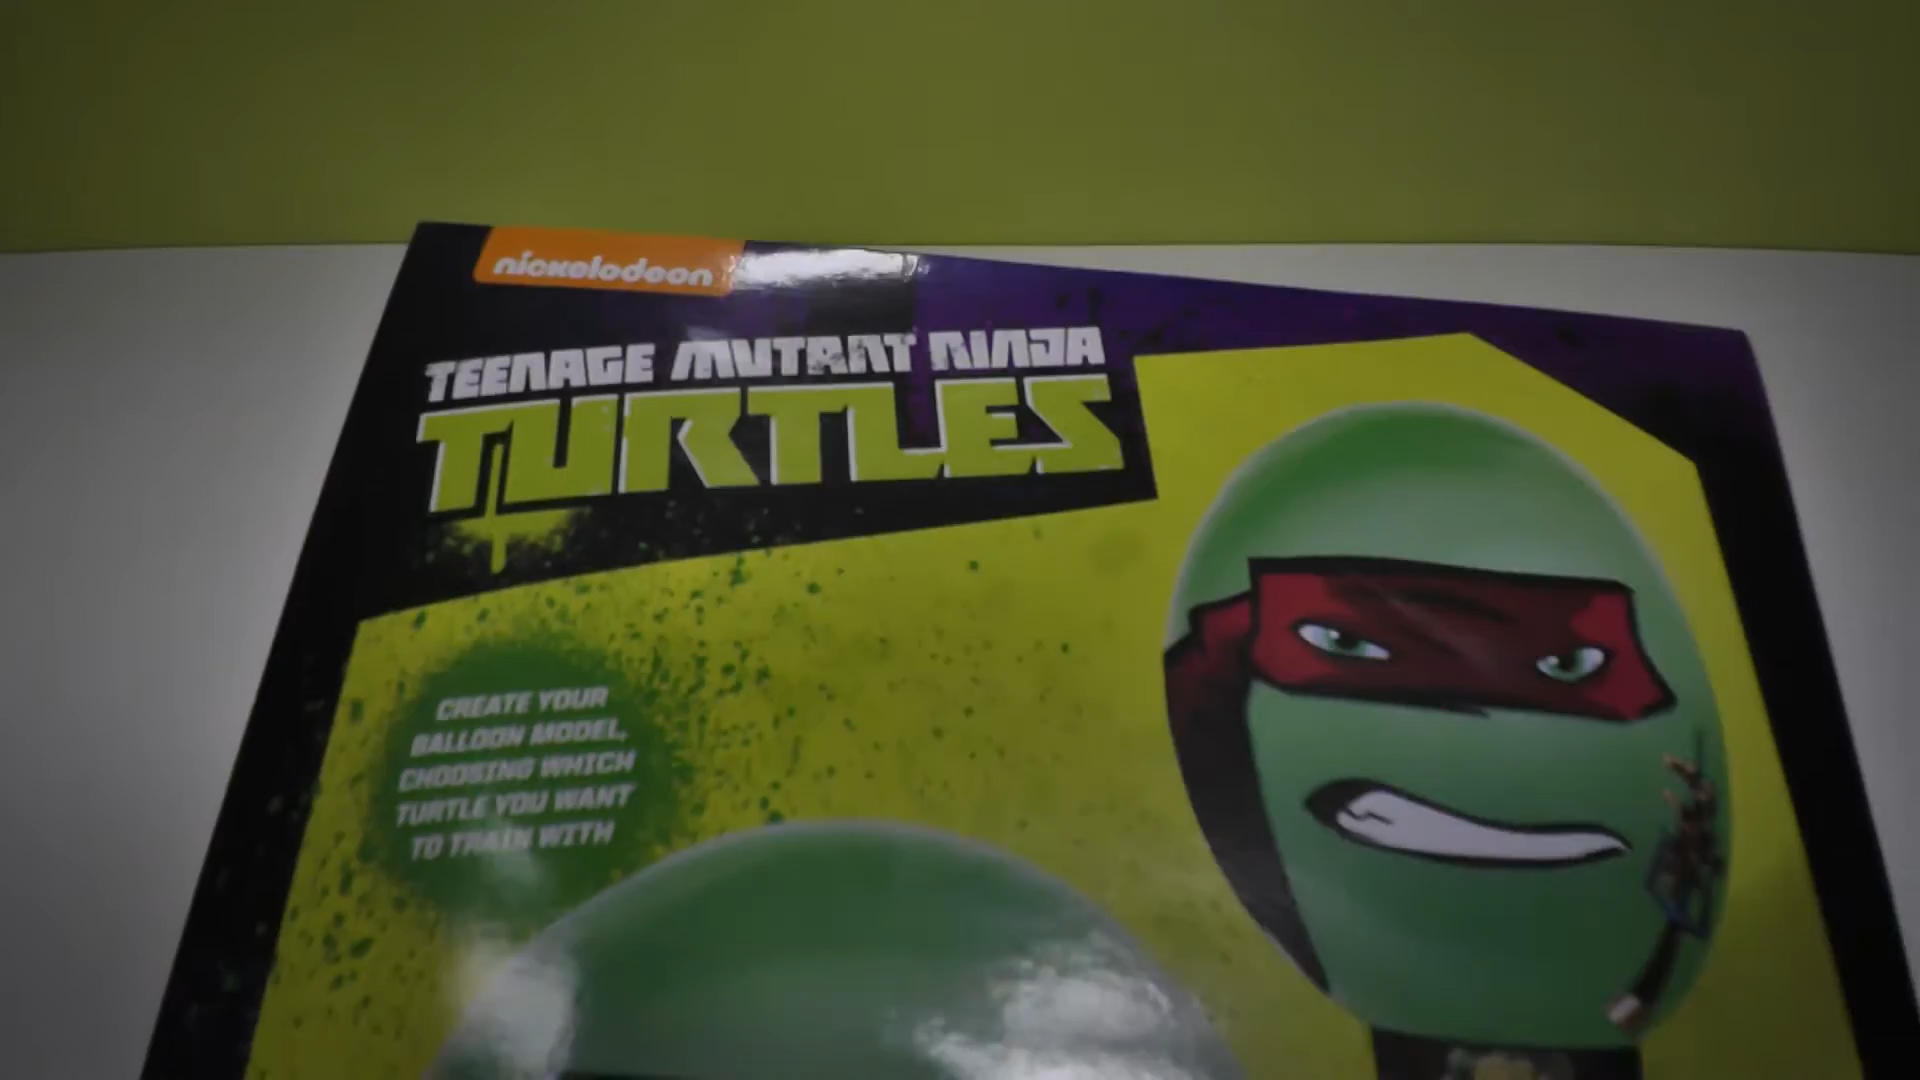 nickelodeon
TEENAGE MUTANT NINJA
TURTLES
CREATE YOUR
BALLOON MODEL,
CHOOSING WHICH
TURTLE YOU WANT
TO TRAIN WITH